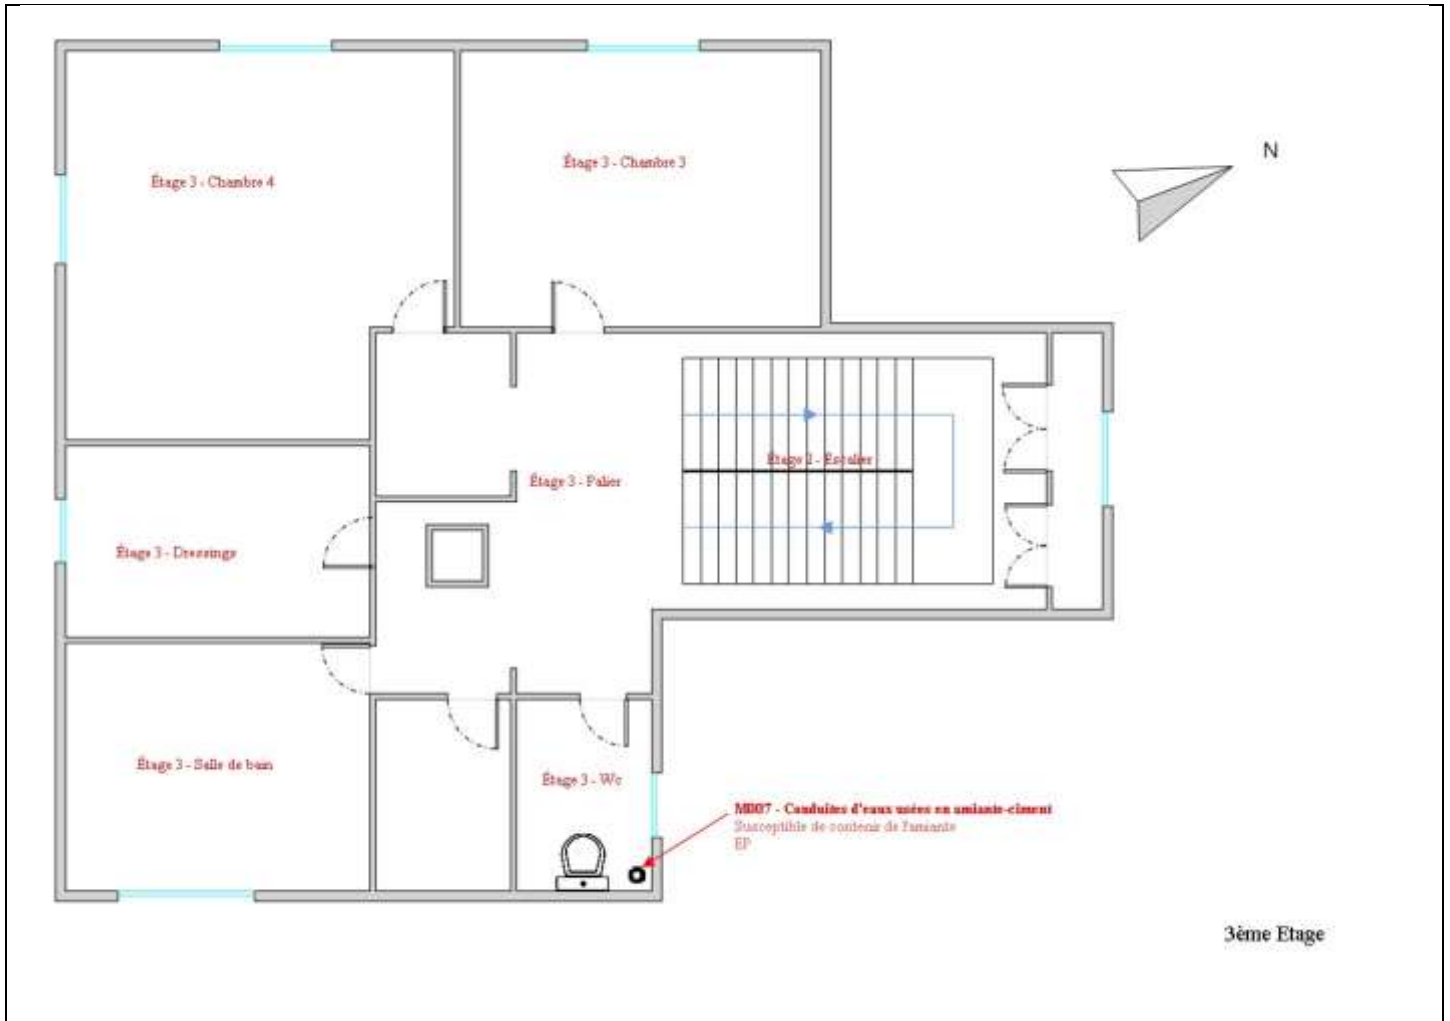 N
Étage 3 - Chambre 3
Étage 3 - Chambre 4
Étage 2 - Escalier
Étage 3 - Palier
Étage 3 - Dressings
Étage 3 - Salle de bain
Étage 3 - Wc
M007 - Conduites d'eaux usées en amiante-ciment
Susceptible de contenir de l'amiante
EP
3ème Etage